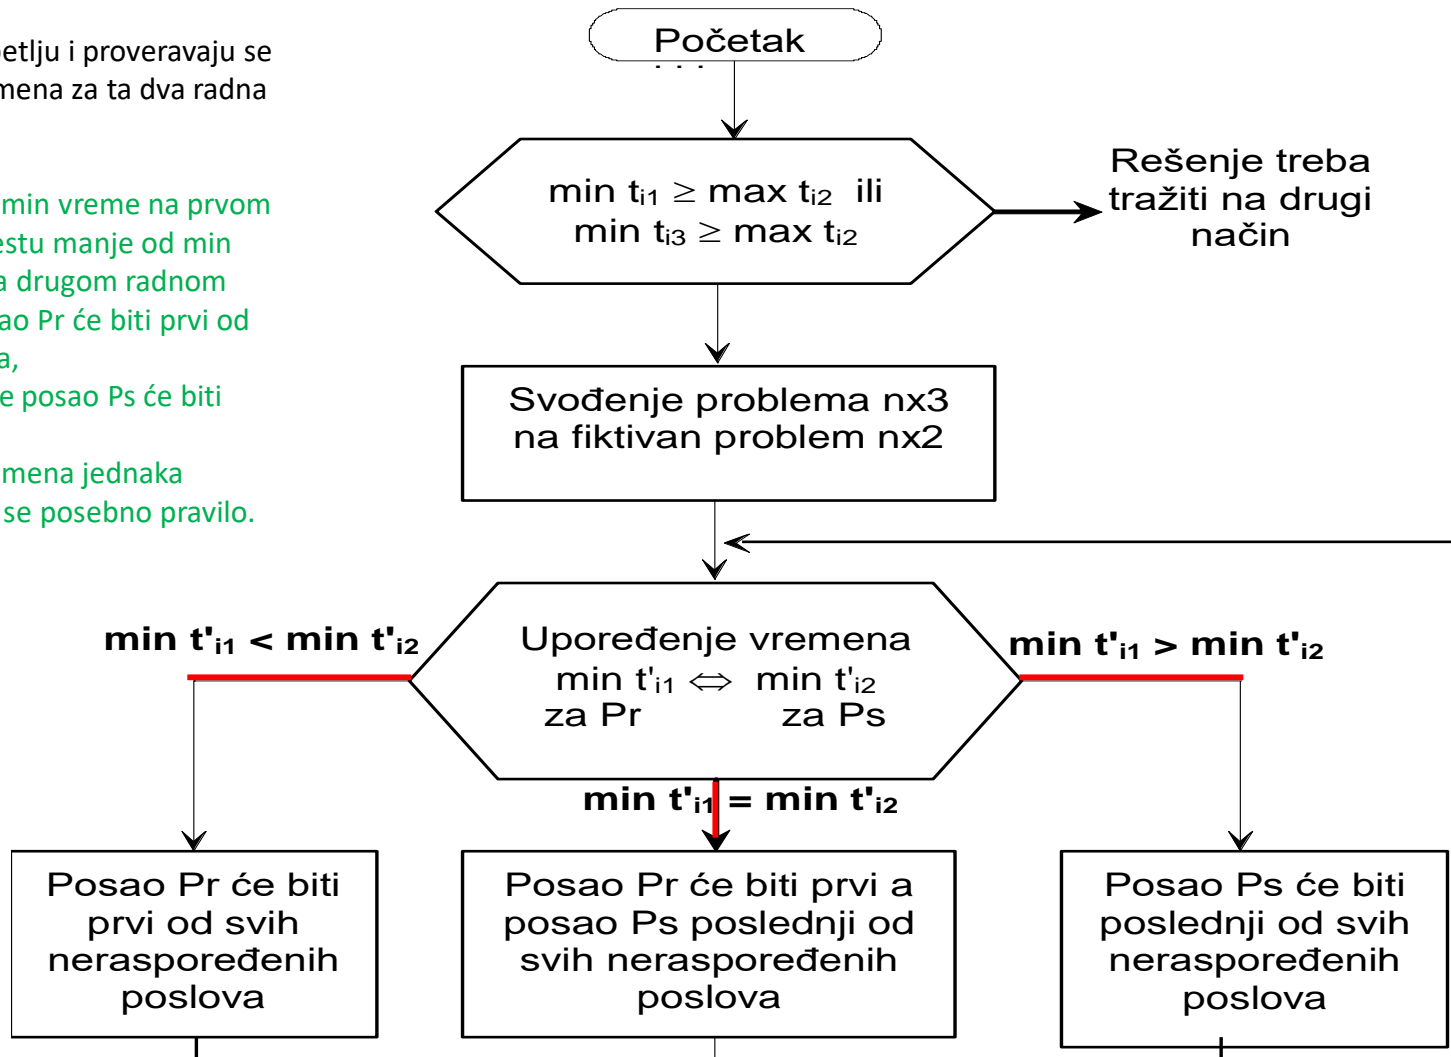 etlju i proveravaju se
mena za ta dva radna
min vreme na prvom
estu manje od min
a drugom radnom
ao Pr će biti prvi od
a,
e posao Ps će biti
mena jednaka
se posebno pravilo.
Početak
min ti1 ≥ max ti2 ili
min ti3 ≥ max ti2
Rešenje treba
tražiti na drugi
način
Svođenje problema nx3
na fiktivan problem nx2
min t'i1 < min t'i2
Upoređenje vremena
min t'i1 ⇔ min t'i2
za Pr za Ps
min t'i1 > min t'i2
min t'i1 = min t'i2
Posao Pr će biti
prvi od svih
neraspoređenih
poslova
Posao Pr će biti prvi a
posao Ps poslednji od
svih neraspoređenih
poslova
Posao Ps će biti
poslednji od svih
neraspoređenih
poslova